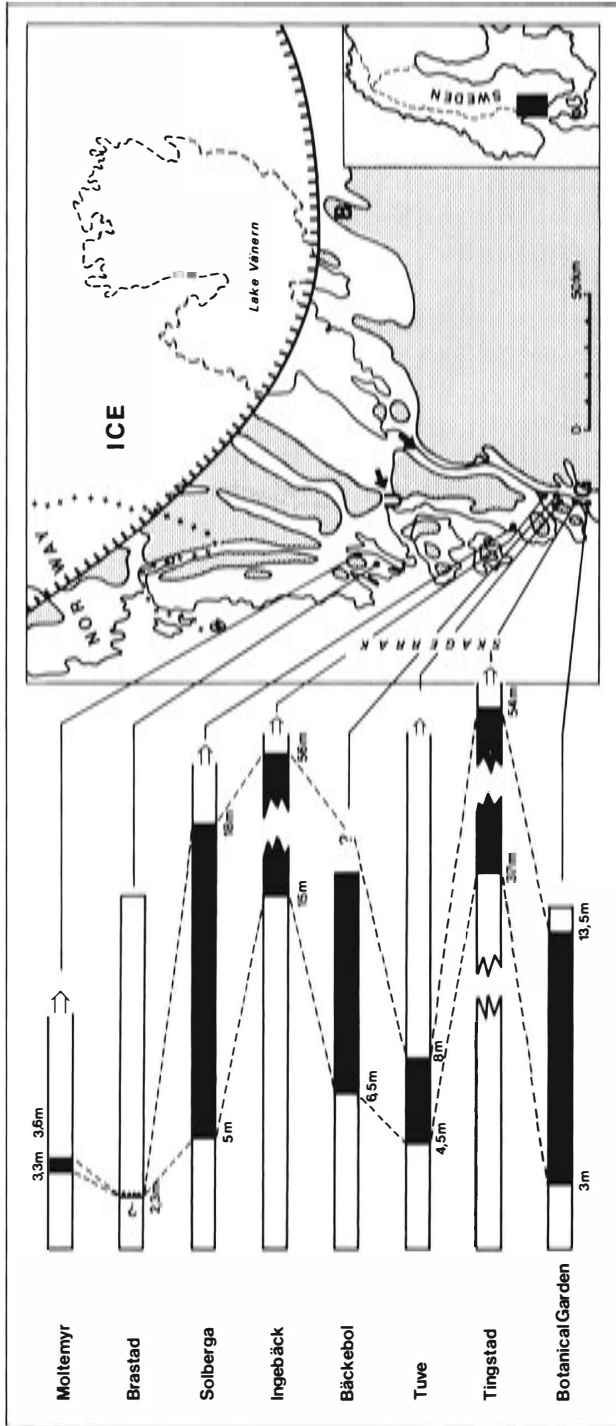 Moltemyr
3,3m
3,6m
Brastad
?
2,3m
Solberga
5m
18m
Ingebäck
15m
56m
Bäckebol
6,5m
?
Tuve
4,5m
8m
Tingstad
37m
54m
Botanical Garden
3m
13,5m
SKAGERRAK
NORWAY
ICE
Lake Vänern
B
G
0
50km
SWEDEN